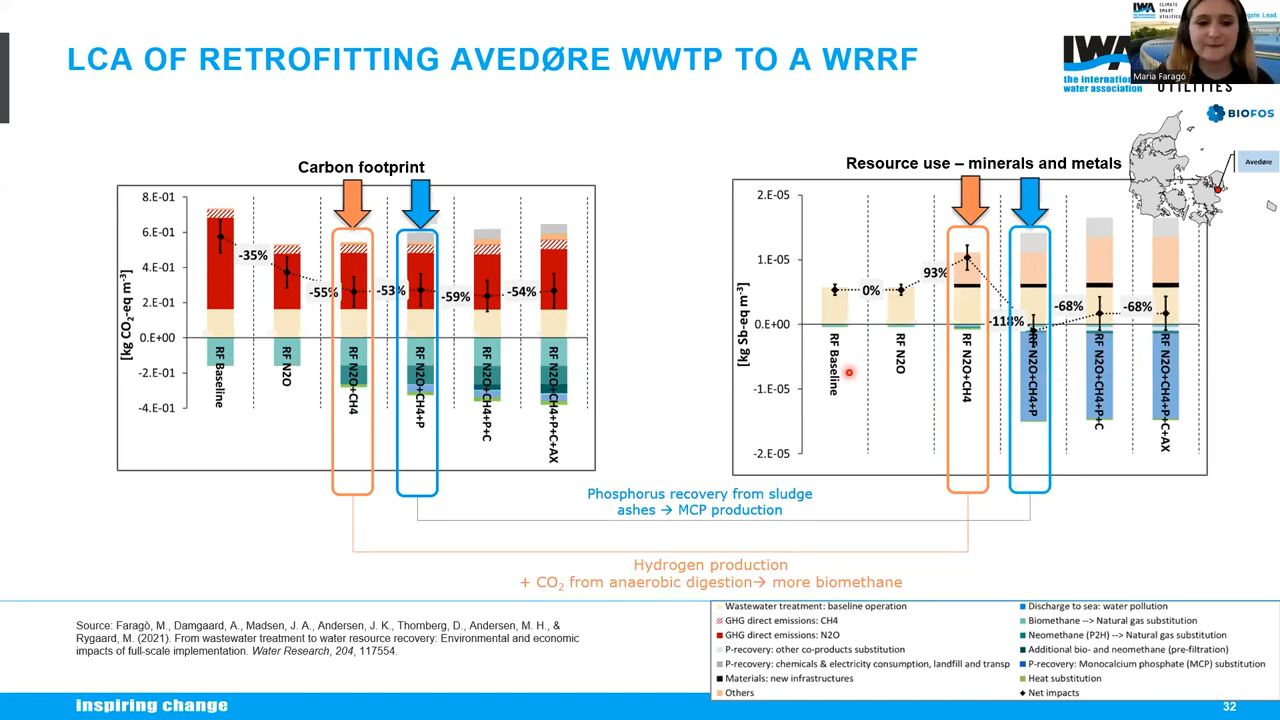 LCA OF RETROFITTING AVEDØRE WWTP TO A WRRF
IWA
the internati
water association
IWA
CLIMATE
SMART
UTILITIES
gate. Lead.
Maria Faragó
UTILITIES
BIOFOS
Avedøre
Carbon footprint
[kg CO2-eq m3]
8.E-01
6.E-01
4.E-01
2.E-01
0.E+00
-2.E-01
-4.E-01
-35%
-55%
-53%
-59%
-54%
RF Baseline
RF N2O
RF N2O+CH4
RF N2O+CH4+P
RF N2O+CH4+P+C
RF N2O+CH4+P+C+AX
Resource use – minerals and metals
[kg Sb-eq m-3]
2.E-05
1.E-05
0.E+00
-1.E-05
-2.E-05
0%
93%
-118%
-68%
-68%
RF Baseline
RF N2O
RF N2O+CH4
RF N2O+CH4+P
RF N2O+CH4+P+C
RF N2O+CH4+P+C+AX
Phosphorus recovery from sludge
ashes → MCP production
Hydrogen production
+ CO2 from anaerobic digestion→ more biomethane
Source: Faragò, M., Damgaard, A., Madsen, J. A., Andersen, J. K., Thornberg, D., Andersen, M. H., &
Rygaard, M. (2021). From wastewater treatment to water resource recovery: Environmental and economic
impacts of full-scale implementation. Water Research, 204, 117554.
Wastewater treatment: baseline operation
GHG direct emissions: CH4
GHG direct emissions: N2O
P-recovery: other co-products substitution
P-recovery: chemicals & electricity consumption, landfill and transp
Materials: new infrastructures
Others
Discharge to sea: water pollution
Biomethane --> Natural gas substitution
Neomethane (P2H) --> Natural gas substitution
Additional bio- and neomethane (pre-filtration)
P-recovery: Monocalcium phosphate (MCP) substitution
Heat substitution
Net impacts
inspiring change
32